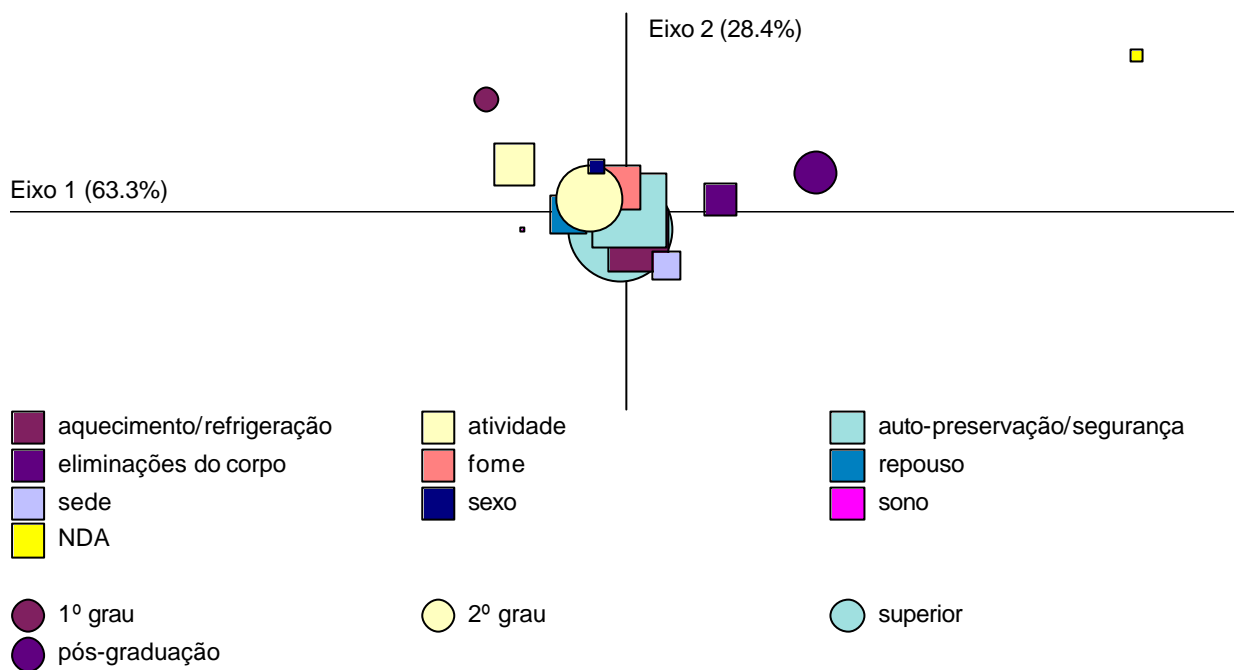 Eixo 2 (28.4%)
Eixo 1 (63.3%)
aquecimento/refrigeração
atividade
auto-preservação/segurança
eliminações do corpo
fome
repouso
sede
sexo
sono
NDA
1º grau
2º grau
superior
pós-graduação